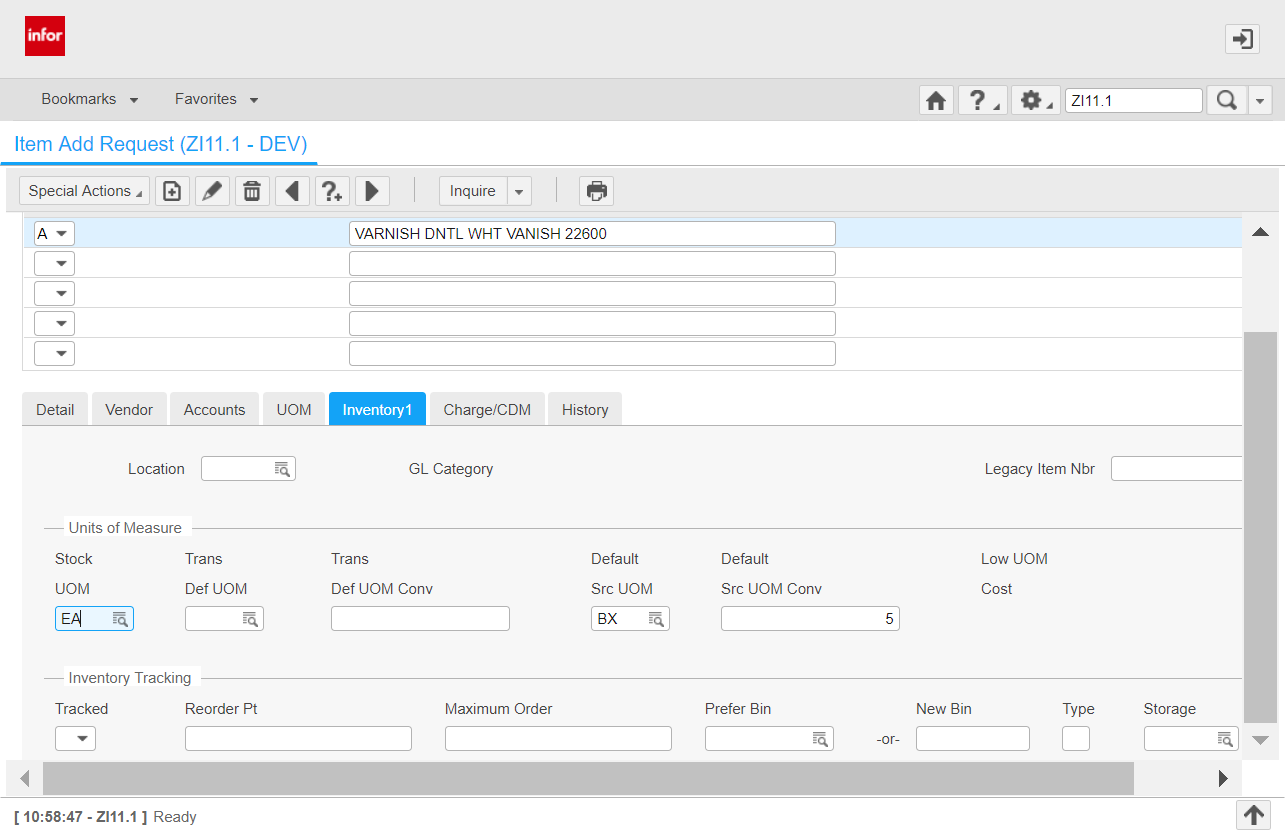 infor
Bookmarks Favorites ? ZI11.1
Item Add Request (ZI11.1 - DEV)
Special Actions ?+ Inquire
A VARNISH DNTL WHT VANISH 22600
Detail Vendor Accounts UOM Inventory1 Charge/CDM History
Location GL Category Legacy Item Nbr
Units of Measure
Stock Trans Trans Default Default Low UOM
UOM Def UOM Def UOM Conv Src UOM Src UOM Conv Cost
EA BX 5
Inventory Tracking
Tracked Reorder Pt Maximum Order Prefer Bin New Bin Type Storage
-or-
[ 10:58:47 - ZI11.1 ] Ready